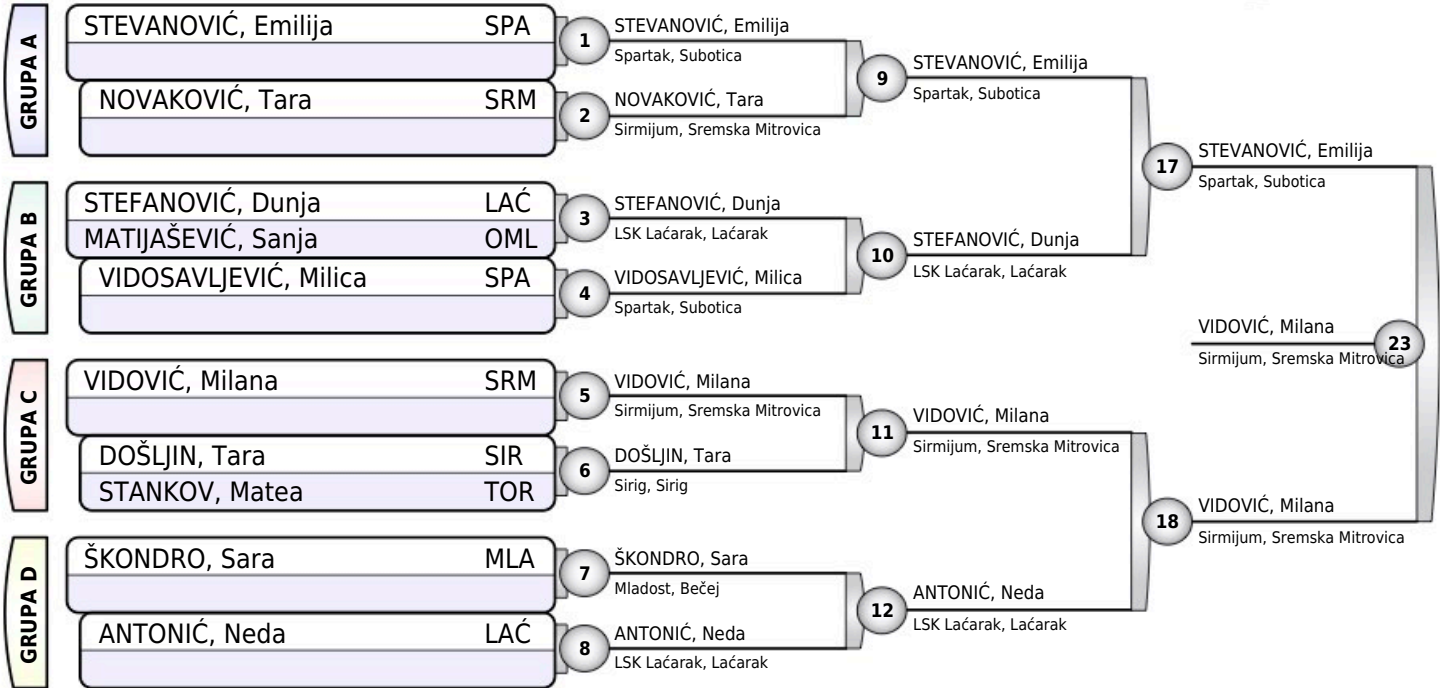 GRUPA A
STEVANOVIĆ, Emilija SPA
NOVAKOVIĆ, Tara SRM
GRUPA B
STEFANOVIĆ, Dunja LAĆ
MATIJAŠEVIĆ, Sanja OML
VIDOSAVLJEVIĆ, Milica SPA
GRUPA C
VIDOVIĆ, Milana SRM
DOŠLJIN, Tara SIR
STANKOV, Matea TOR
GRUPA D
ŠKONDRO, Sara MLA
ANTONIĆ, Neda LAĆ
1
STEVANOVIĆ, Emilija
Spartak, Subotica
2
NOVAKOVIĆ, Tara
Sirmijum, Sremska Mitrovica
3
STEFANOVIĆ, Dunja
LSK Laćarak, Laćarak
4
VIDOSAVLJEVIĆ, Milica
Spartak, Subotica
5
VIDOVIĆ, Milana
Sirmijum, Sremska Mitrovica
6
DOŠLJIN, Tara
Sirig, Sirig
7
ŠKONDRO, Sara
Mladost, Bečej
8
ANTONIĆ, Neda
LSK Laćarak, Laćarak
9
STEVANOVIĆ, Emilija
Spartak, Subotica
10
STEFANOVIĆ, Dunja
LSK Laćarak, Laćarak
11
VIDOVIĆ, Milana
Sirmijum, Sremska Mitrovica
12
ANTONIĆ, Neda
LSK Laćarak, Laćarak
17
STEVANOVIĆ, Emilija
Spartak, Subotica
18
VIDOVIĆ, Milana
Sirmijum, Sremska Mitrovica
23
VIDOVIĆ, Milana
Sirmijum, Sremska Mitrovica